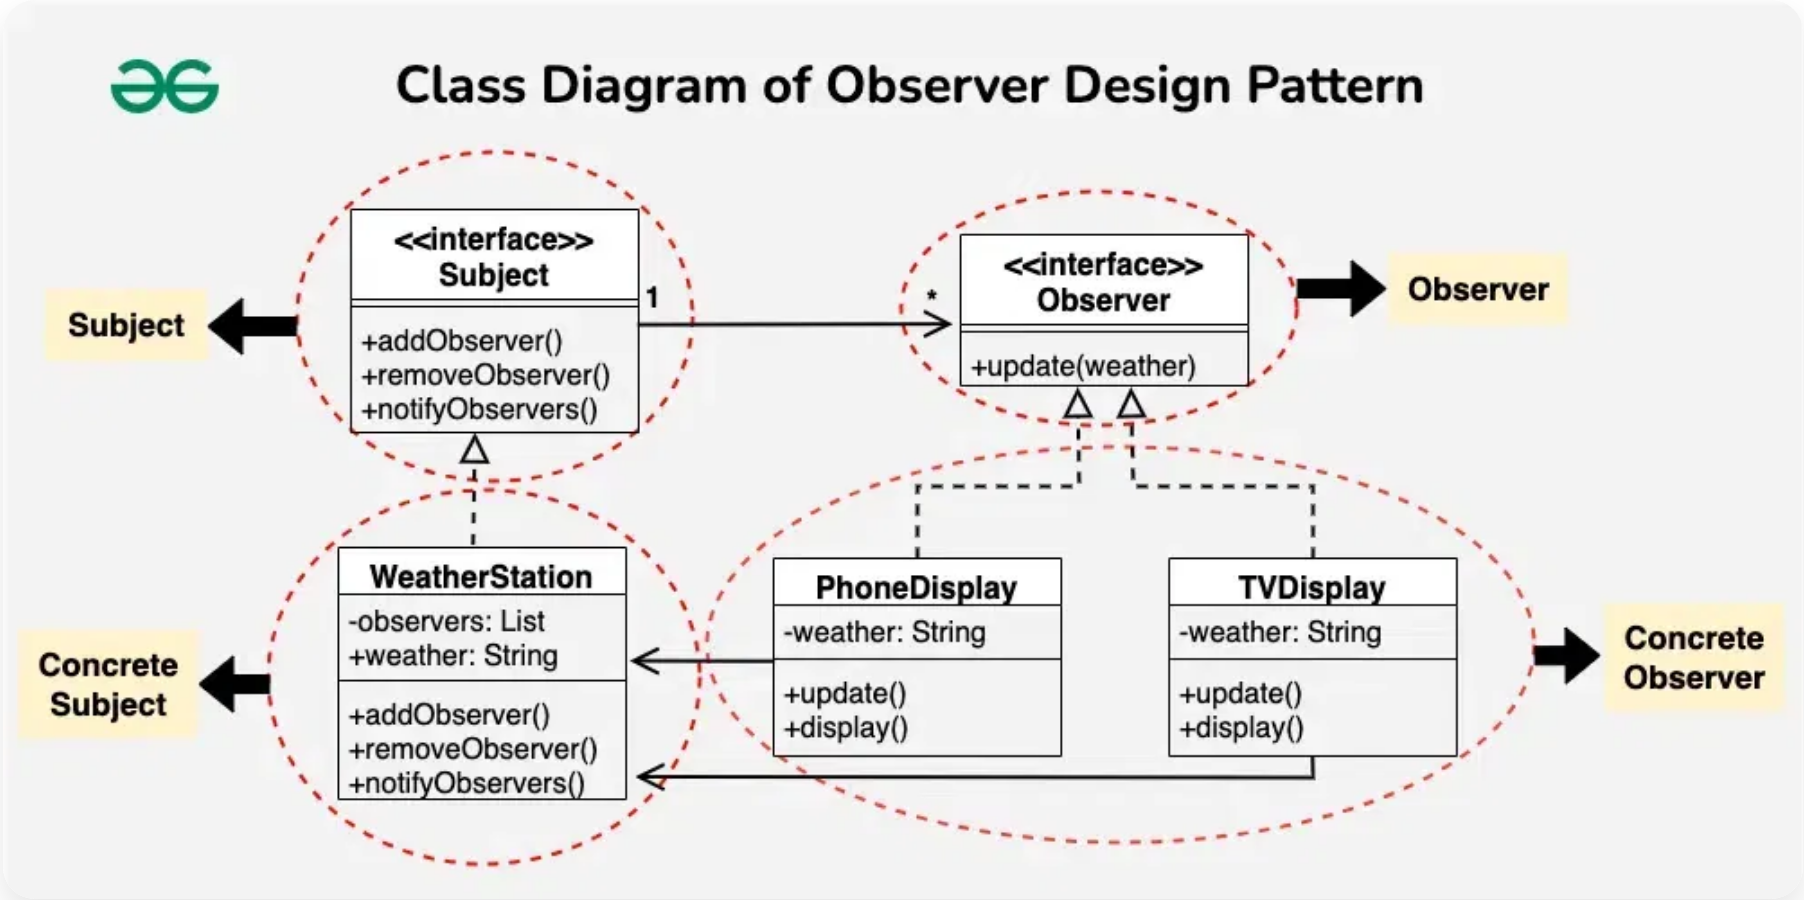 Class Diagram of Observer Design Pattern
<<interface>>
Subject
+addObserver()
+removeObserver()
+notifyObservers()
1
*
<<interface>>
Observer
+update(weather)
Subject
Observer
WeatherStation
-observers: List
+weather: String
+addObserver()
+removeObserver()
+notifyObservers()
PhoneDisplay
-weather: String
+update()
+display()
TVDisplay
-weather: String
+update()
+display()
Concrete
Subject
Concrete
Observer